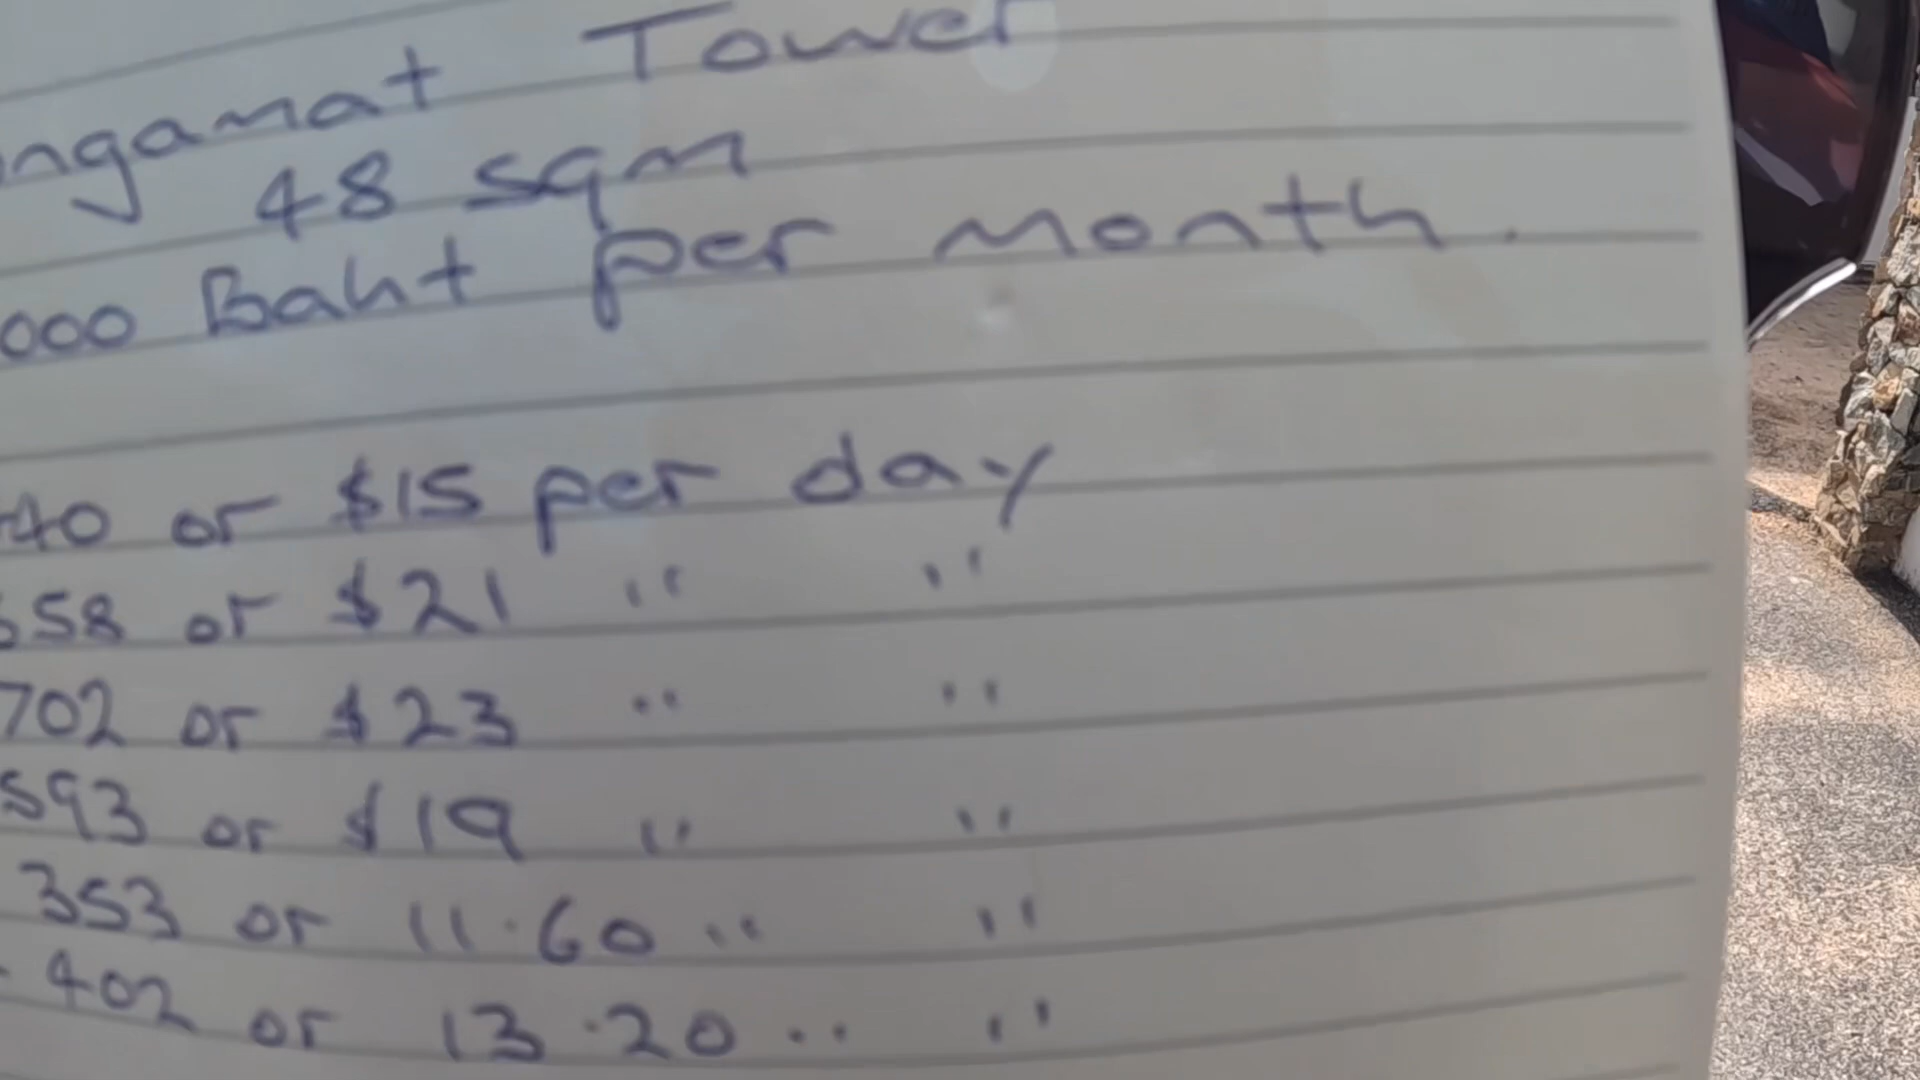 ngamat Tower
48 sqm
000 Baht per month.
40 or $15 per day
658 or $21 " "
702 or $23 " "
593 or $19 " "
353 or 11.60 " "
402 or 13.20 " "